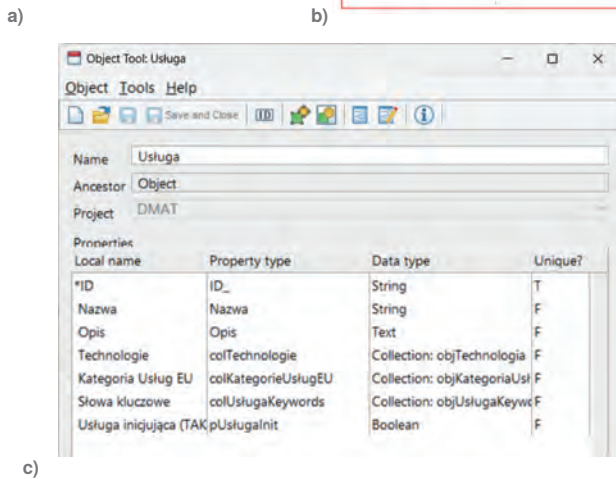 a) b)
Object Tool: Usługa
Object Tools Help
Save and Close
Name Usługa
Ancestor Object
Project DMAT
Properties
Local name Property type Data type Unique?
*ID ID_ String T
Nazwa Nazwa String F
Opis Opis Text F
Technologie colTechnologie Collection: objTechnologia F
Kategoria Usług EU colKategorieUsługEU Collection: objKategoriaUsł F
Słowa kluczowe colUsługaKeywords Collection: objUsługaKeywo F
Usługa inicjująca (TAK pUsługaInit Boolean F
c)